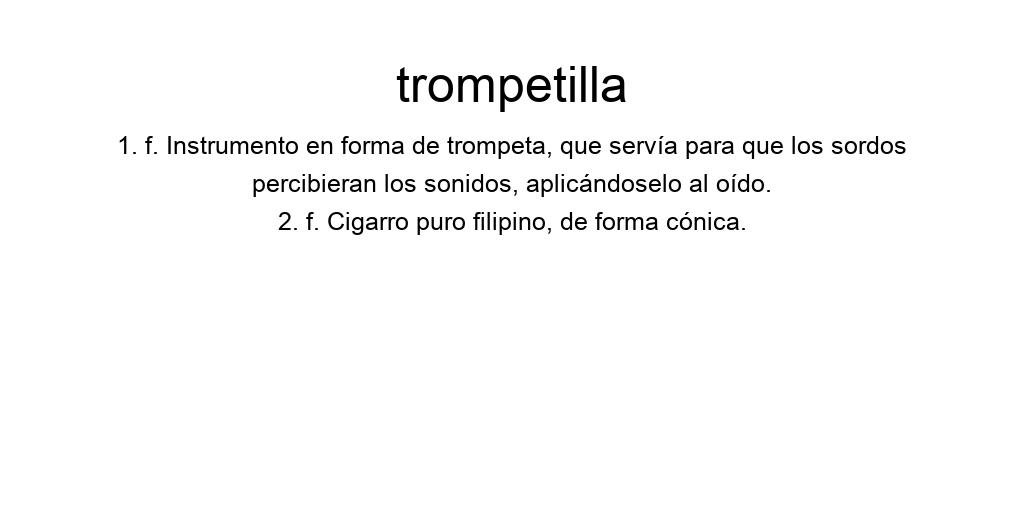 trompetilla
1. f. Instrumento en forma de trompeta, que servía para que los sordos
percibieran los sonidos, aplicándoselo al oído.
2. f. Cigarro puro filipino, de forma cónica.